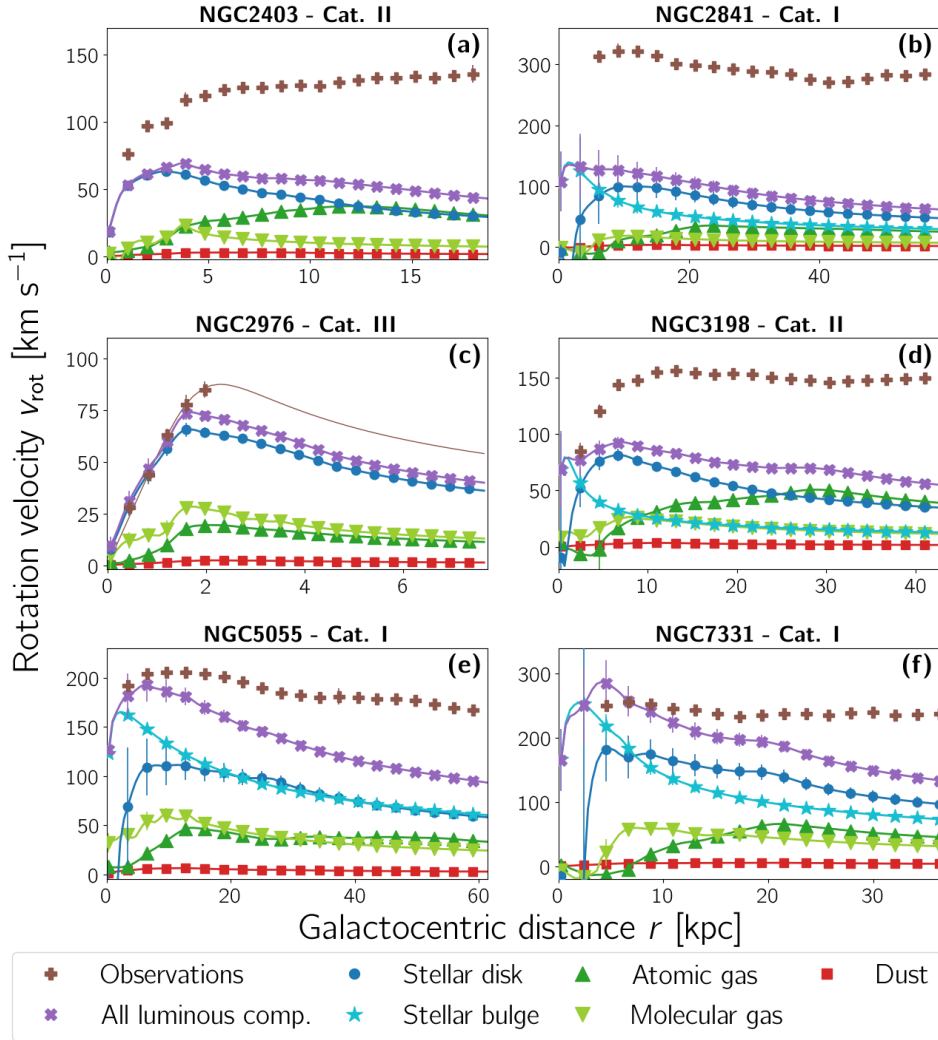 NGC2403 - Cat. II
NGC2841 - Cat. I
(a)
(b)
150
100
50
0
5
10
15
300
200
100
0
0
20
40
NGC2976 - Cat. III
NGC3198 - Cat. II
(c)
(d)
100
75
50
25
0
0
2
4
6
150
100
50
0
0
10
20
30
40
NGC5055 - Cat. I
NGC7331 - Cat. I
(e)
(f)
200
150
100
50
0
0
20
40
60
300
200
100
0
0
10
20
30
Rotation velocity v_rot [km s⁻¹]
Galactocentric distance r [kpc]
Observations
Stellar disk
Atomic gas
Dust
All luminous comp.
Stellar bulge
Molecular gas